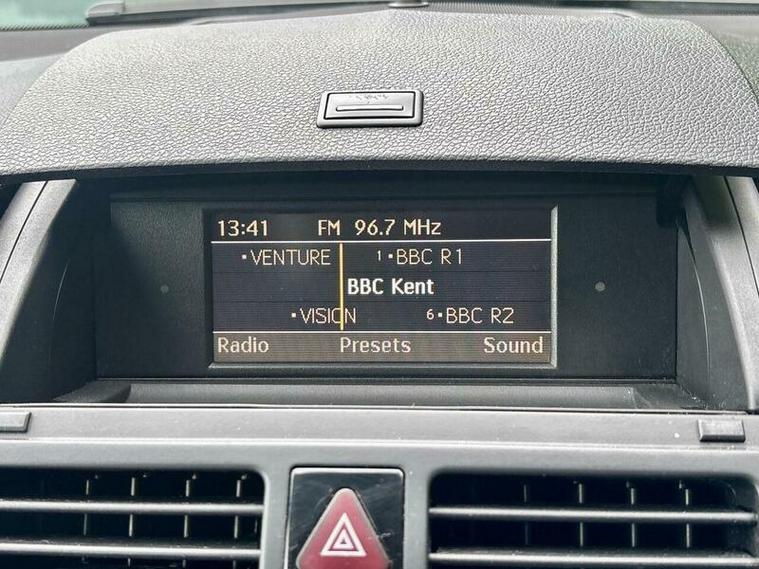 13:41 FM 96.7 MHz
▪VENTURE 1▪BBC R1
BBC Kent
▪VISION 6▪BBC R2
Radio Presets Sound